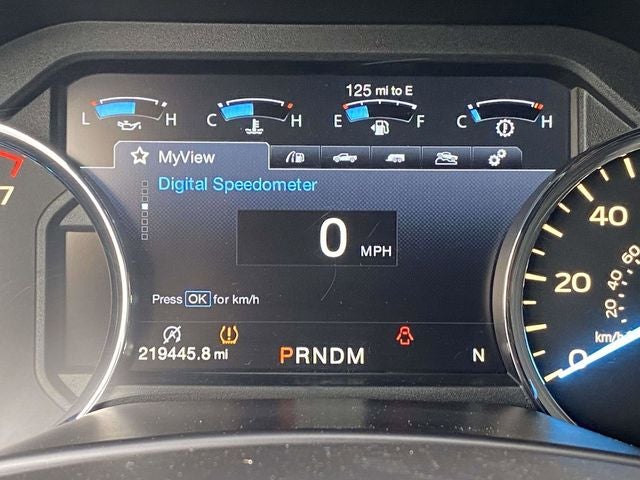 125 mi to E
L H C H E F C H
MyView
Digital Speedometer
0 MPH
Press OK for km/h
219445.8 mi PRNDM N
7
40
20
0
60
40
20
km/h